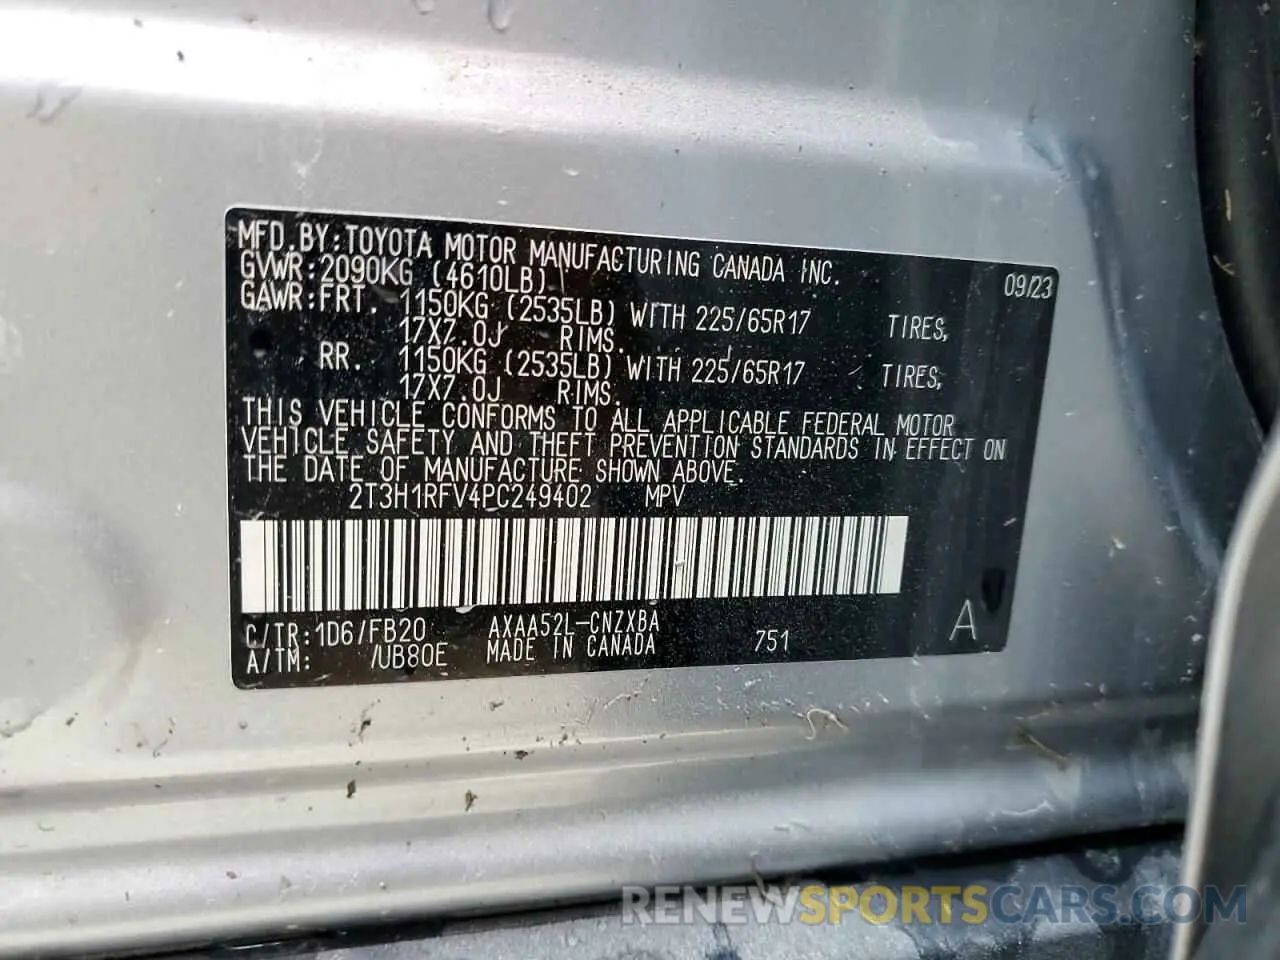 MFD.BY:TOYOTA MOTOR MANUFACTURING CANADA INC.
GVWR:2090KG (4610LB) 09/23
GAWR:FRT. 1150KG (2535LB) WITH 225/65R17 TIRES,
17X7.0J RIMS.
RR. 1150KG (2535LB) WITH 225/65R17 TIRES,
17X7.0J RIMS.
THIS VEHICLE CONFORMS TO ALL APPLICABLE FEDERAL MOTOR
VEHICLE SAFETY AND THEFT PREVENTION STANDARDS IN EFFECT ON
THE DATE OF MANUFACTURE SHOWN ABOVE.
2T3H1RFV4PC249402 MPV
C/TR:1D6/FB20 AXAA52L-CNZXBA
A/TM: /UB80E MADE IN CANADA 751 A
RENEWSPORTSCARS.COM